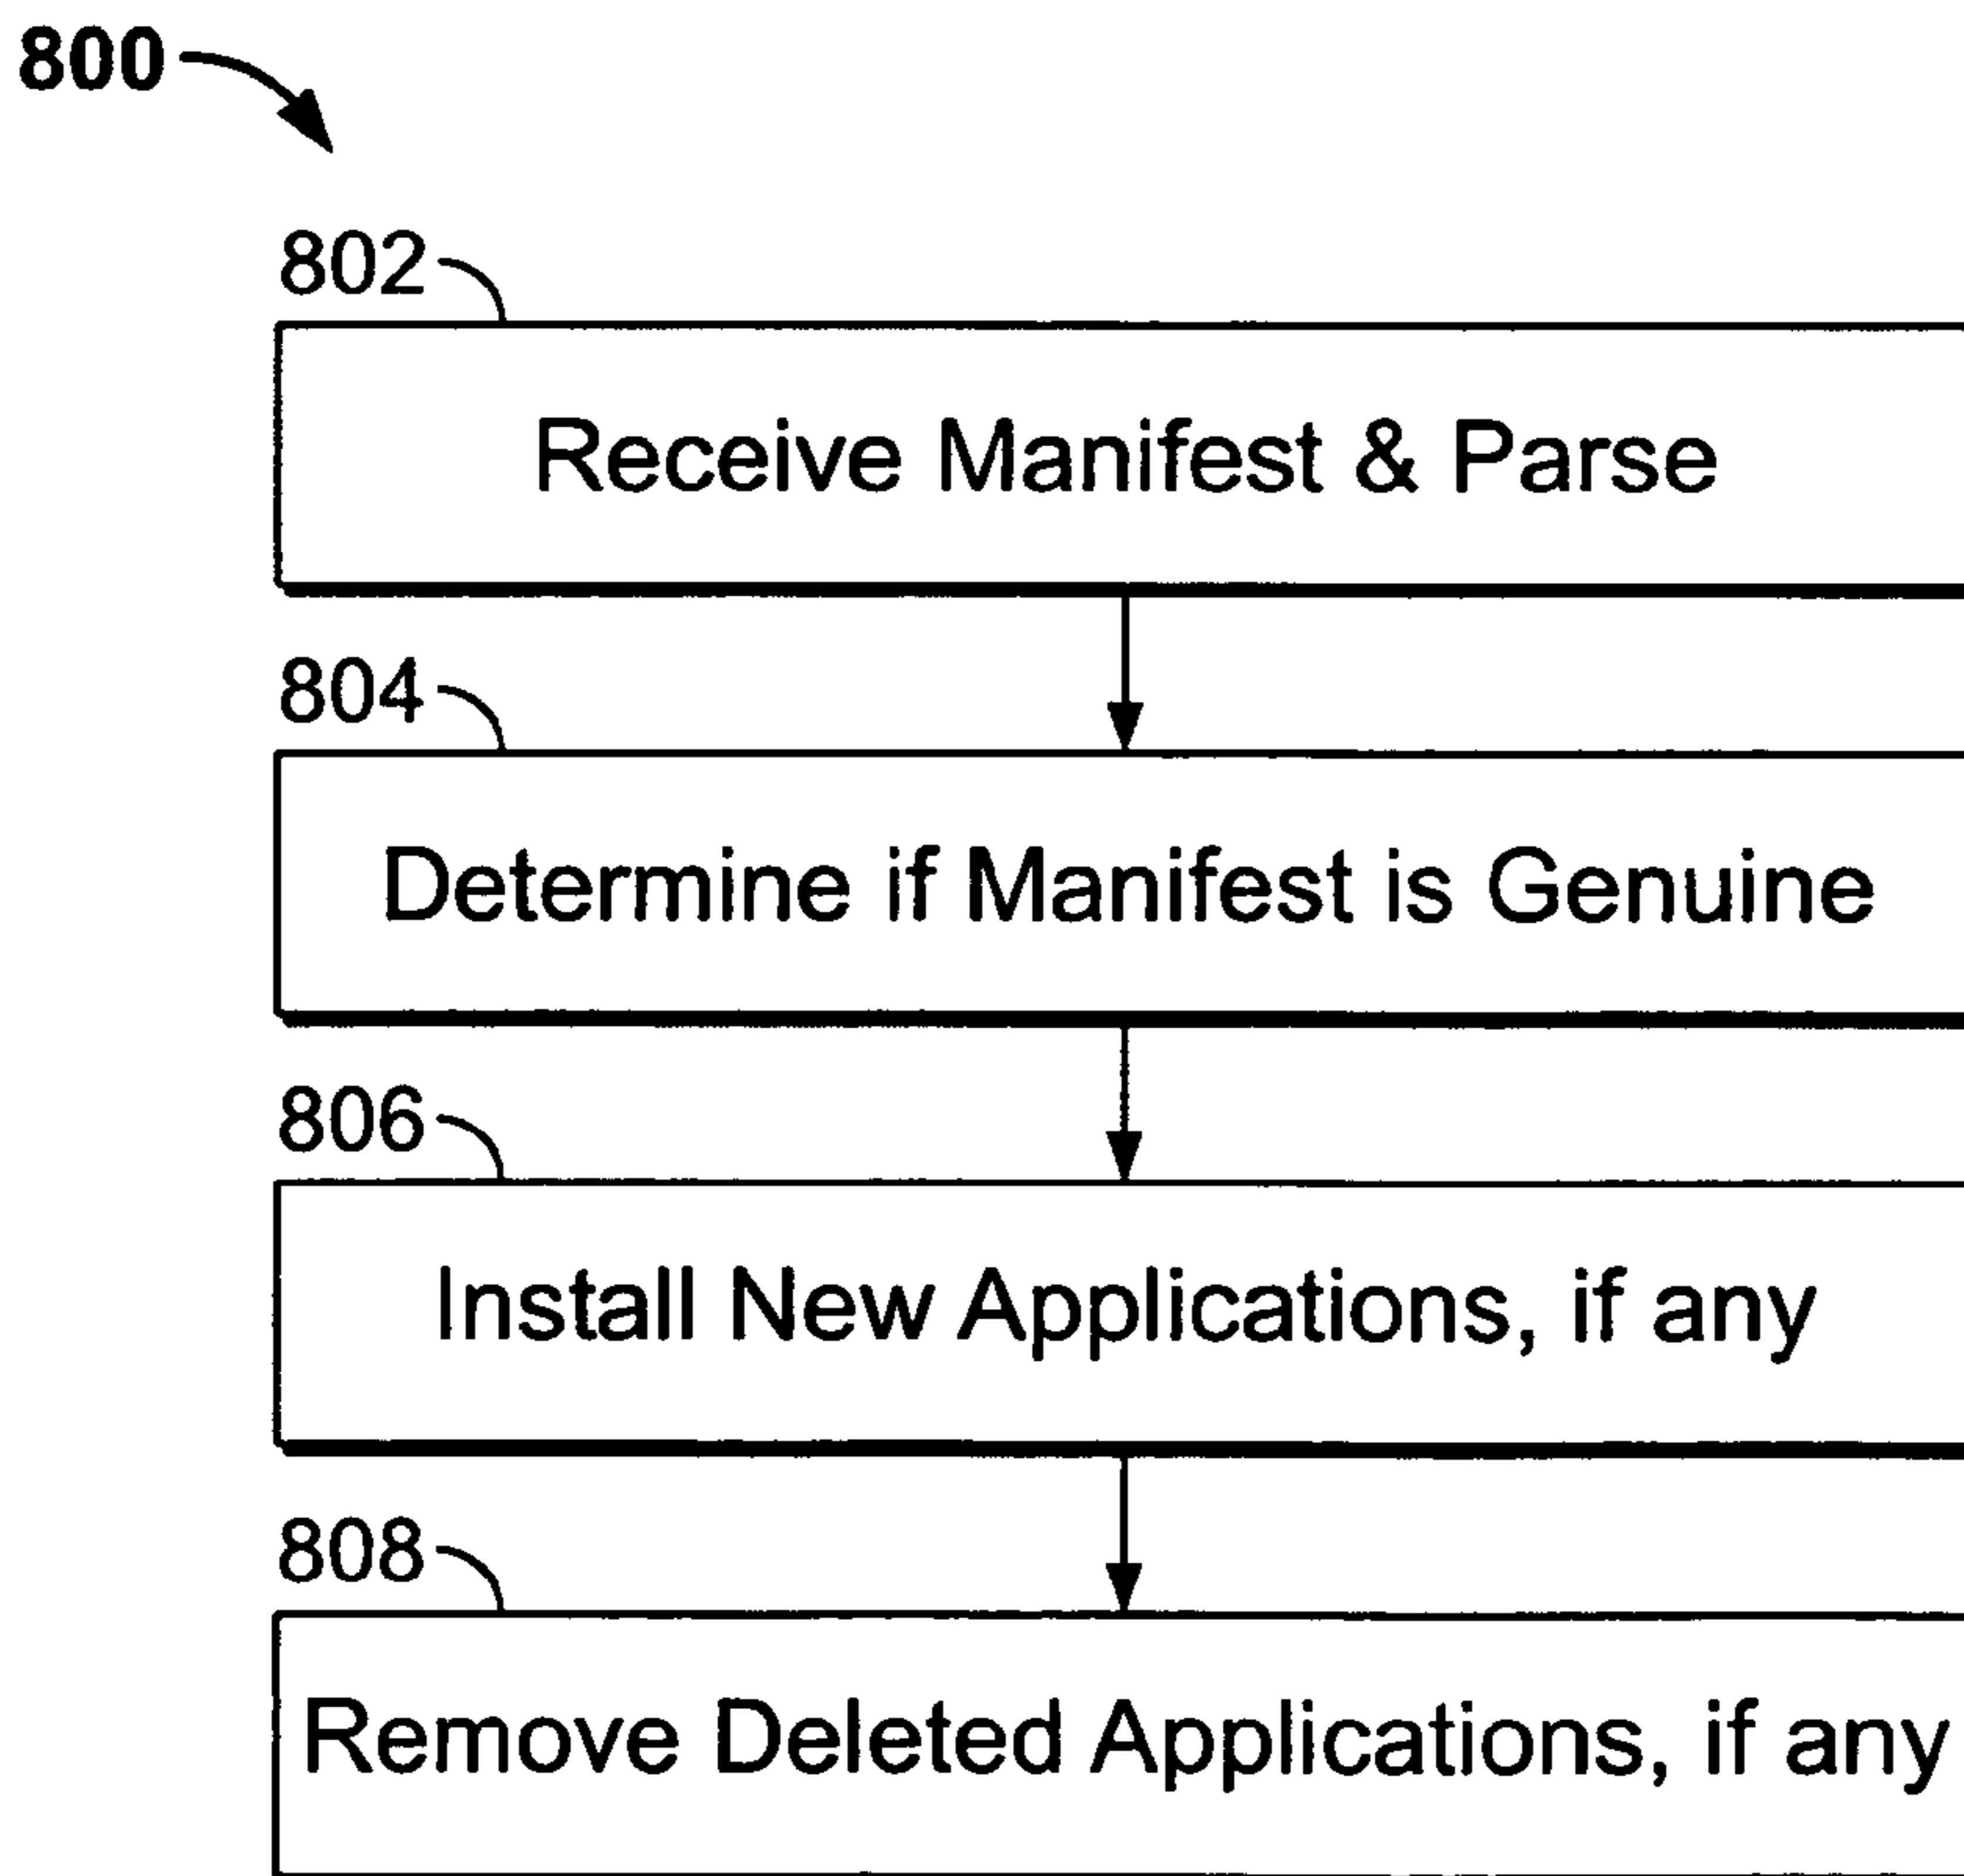 800
802
Receive Manifest & Parse
804
Determine if Manifest is Genuine
806
Install New Applications, if any
808
Remove Deleted Applications, if any